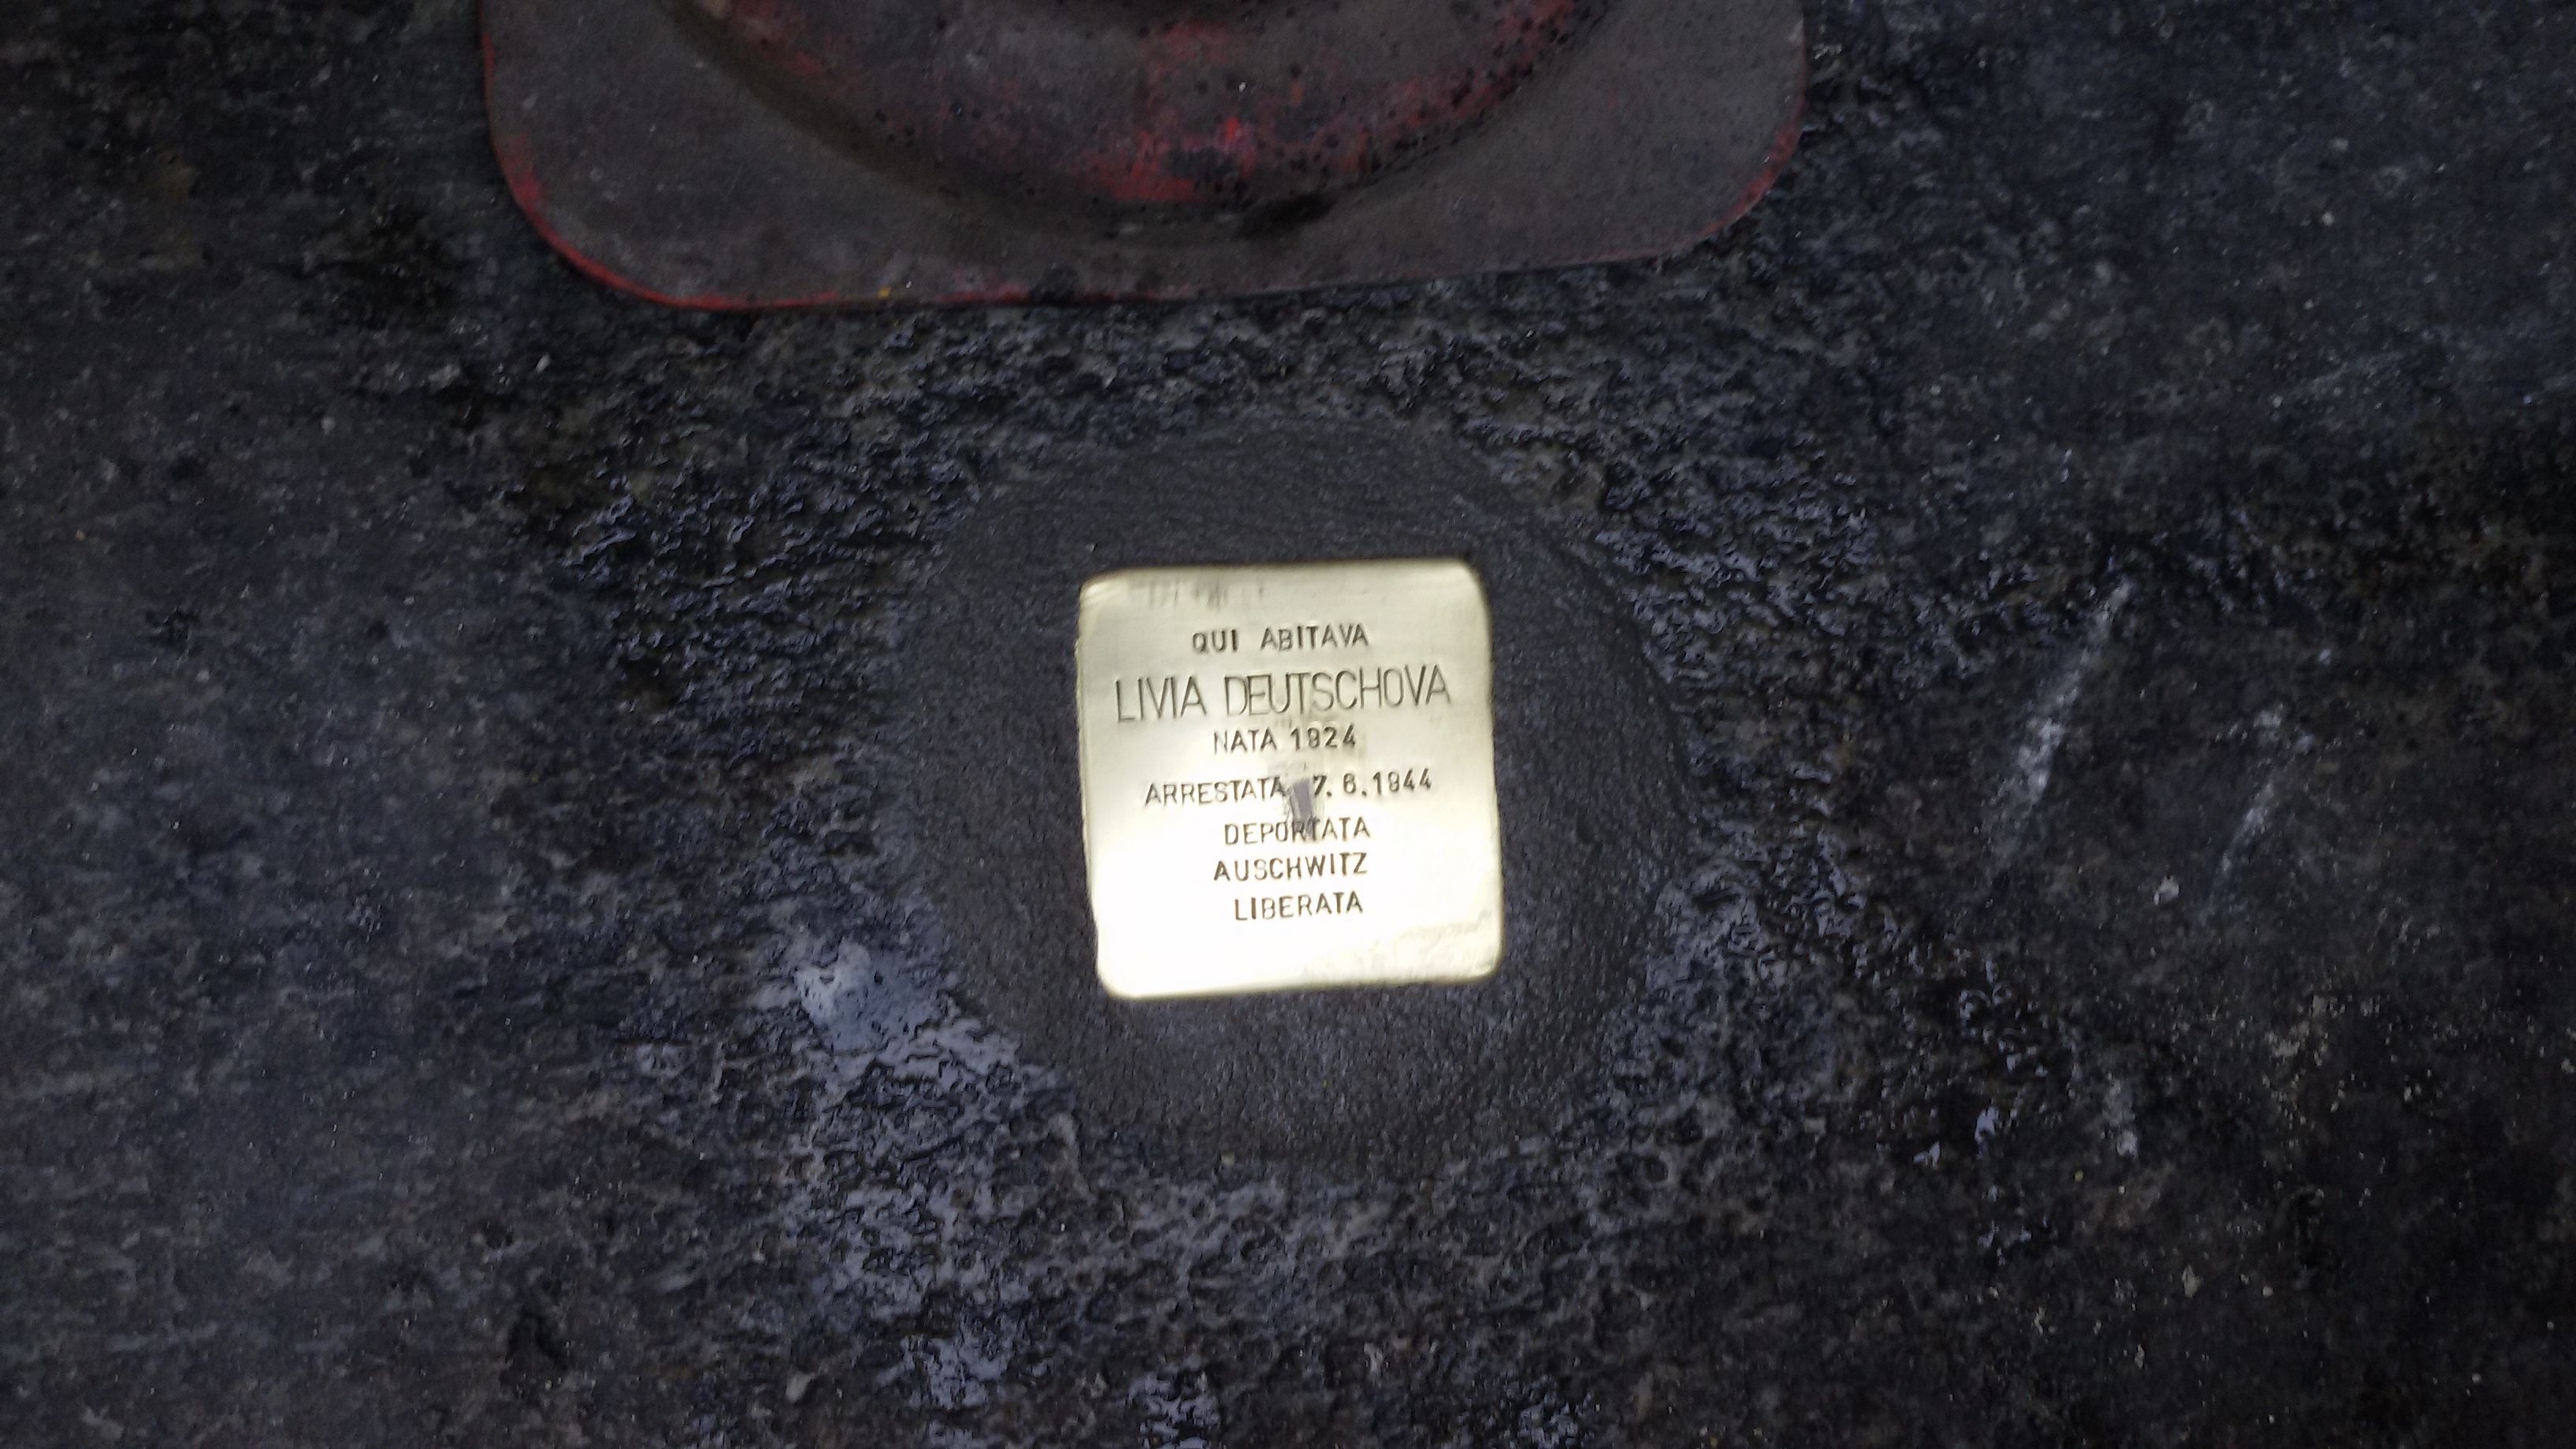 QUI ABITAVA
LIVIA DEUTSCHOVA
NATA 1924
ARRESTATA 7.6.1944
DEPORTATA
AUSCHWITZ
LIBERATA